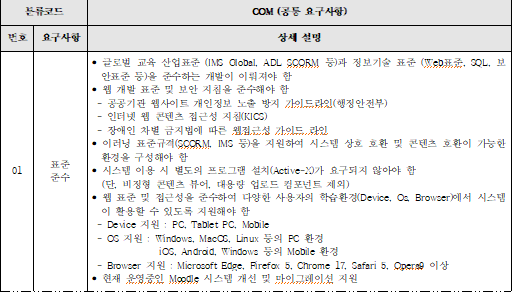 분류코드
COM (공통 요구사항)
번호
요구사항
상세 설명
01
표준
준수
● 글로벌 교육 산업표준 (IMS Global, ADL SCORM 등)과 정보기술 표준 (Web표준, SQL, 보
안표준 등)을 준수하는 개발이 이뤄져야 함
● 웹 개발 표준 및 보안 지침을 준수해야 함
- 공공기관 웹사이트 개인정보 노출 방지 가이드라인(행정안전부)
- 인터넷 웹 콘텐츠 접근성 지침(KICS)
- 장애인 차별 금지법에 따른 웹접근성 가이드 라인
● 이러닝 표준규격(SCORM, IMS 등)을 지원하여 시스템 상호 호환 및 콘텐츠 호환이 가능한
환경을 구성해야 함
● 시스템 이용 시 별도의 프로그램 설치(Active-X)가 요구되지 않아야 함
(단, 비정형 콘텐츠 뷰어, 대용량 업로드 컴포넌트 제외)
● 웹 표준 및 접근성을 준수하여 다양한 사용자의 학습환경(Device, Os, Browser)에서 시스템
이 활용할 수 있도록 지원해야 함
- Device 지원 : PC, Tablet PC, Mobile
- OS 지원 : Windows, MacOS, Linux 등의 PC 환경
iOS, Android, Windows 등의 Mobile 환경
- Browser 지원 : Microsoft Edge, Firefox 5, Chrome 17, Safari 5, Opera9 이상
● 현재 운영중인 Moodle 시스템 개선 및 마이그레이션 지원